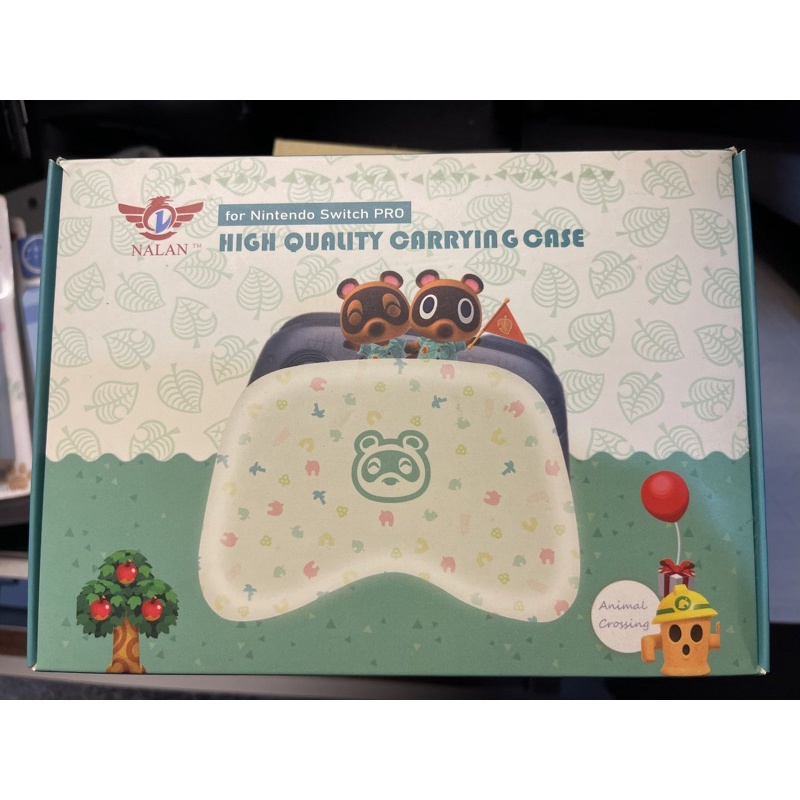 for Nintendo Switch PRO
HIGH QUALITY CARRYING CASE
NALAN™
Animal
Crossing